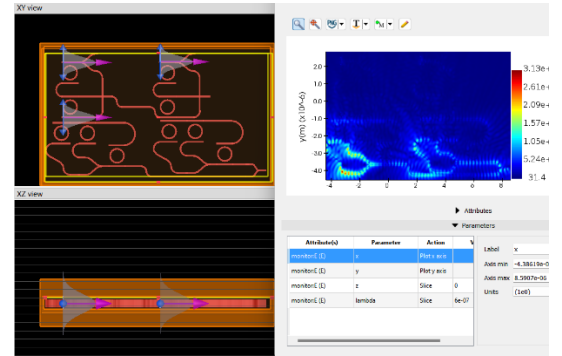 XY view
XZ view
3.13e+
2.61e+
2.09e+
1.57e+
1.05e+
5.24e+
31.4
y(m) (x10^-6)
2.0
1.0
0.0
-1.0
-2.0
-3.0
-4.0
-4 -2 0 2 4 6 8
Attributes
Parameters
Attribute(s) Parameter Action V
monitorE (E) x Plot x axis
monitorE (E) y Plot y axis
monitorE (E) z Slice 0
monitorE (E) lambda Slice 6e-07
Label x
Axis min -4.38619e-0
Axis max 8.5907e-06
Units (1e6)